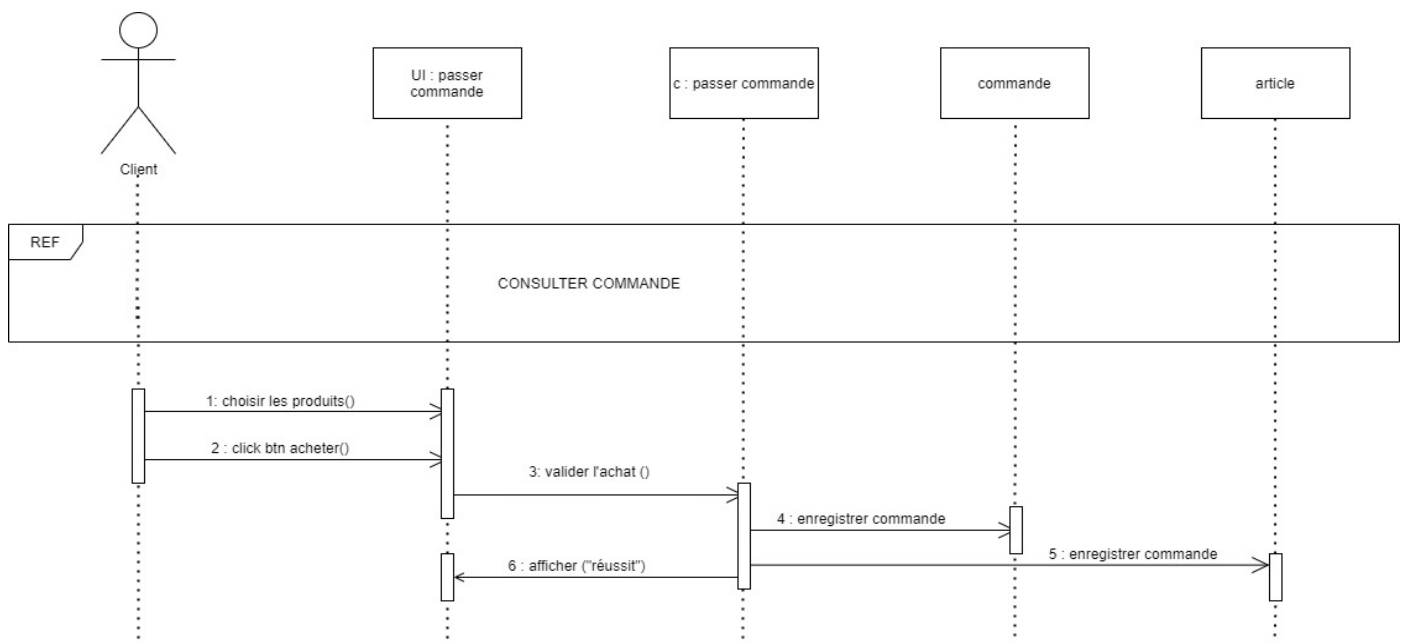 UI : passer
commande
c : passer commande
commande
article
Client
REF
CONSULTER COMMANDE
1: choisir les produits()
2 : click btn acheter()
3: valider l'achat ()
4 : enregistrer commande
5 : enregistrer commande
6 : afficher ("réussit")